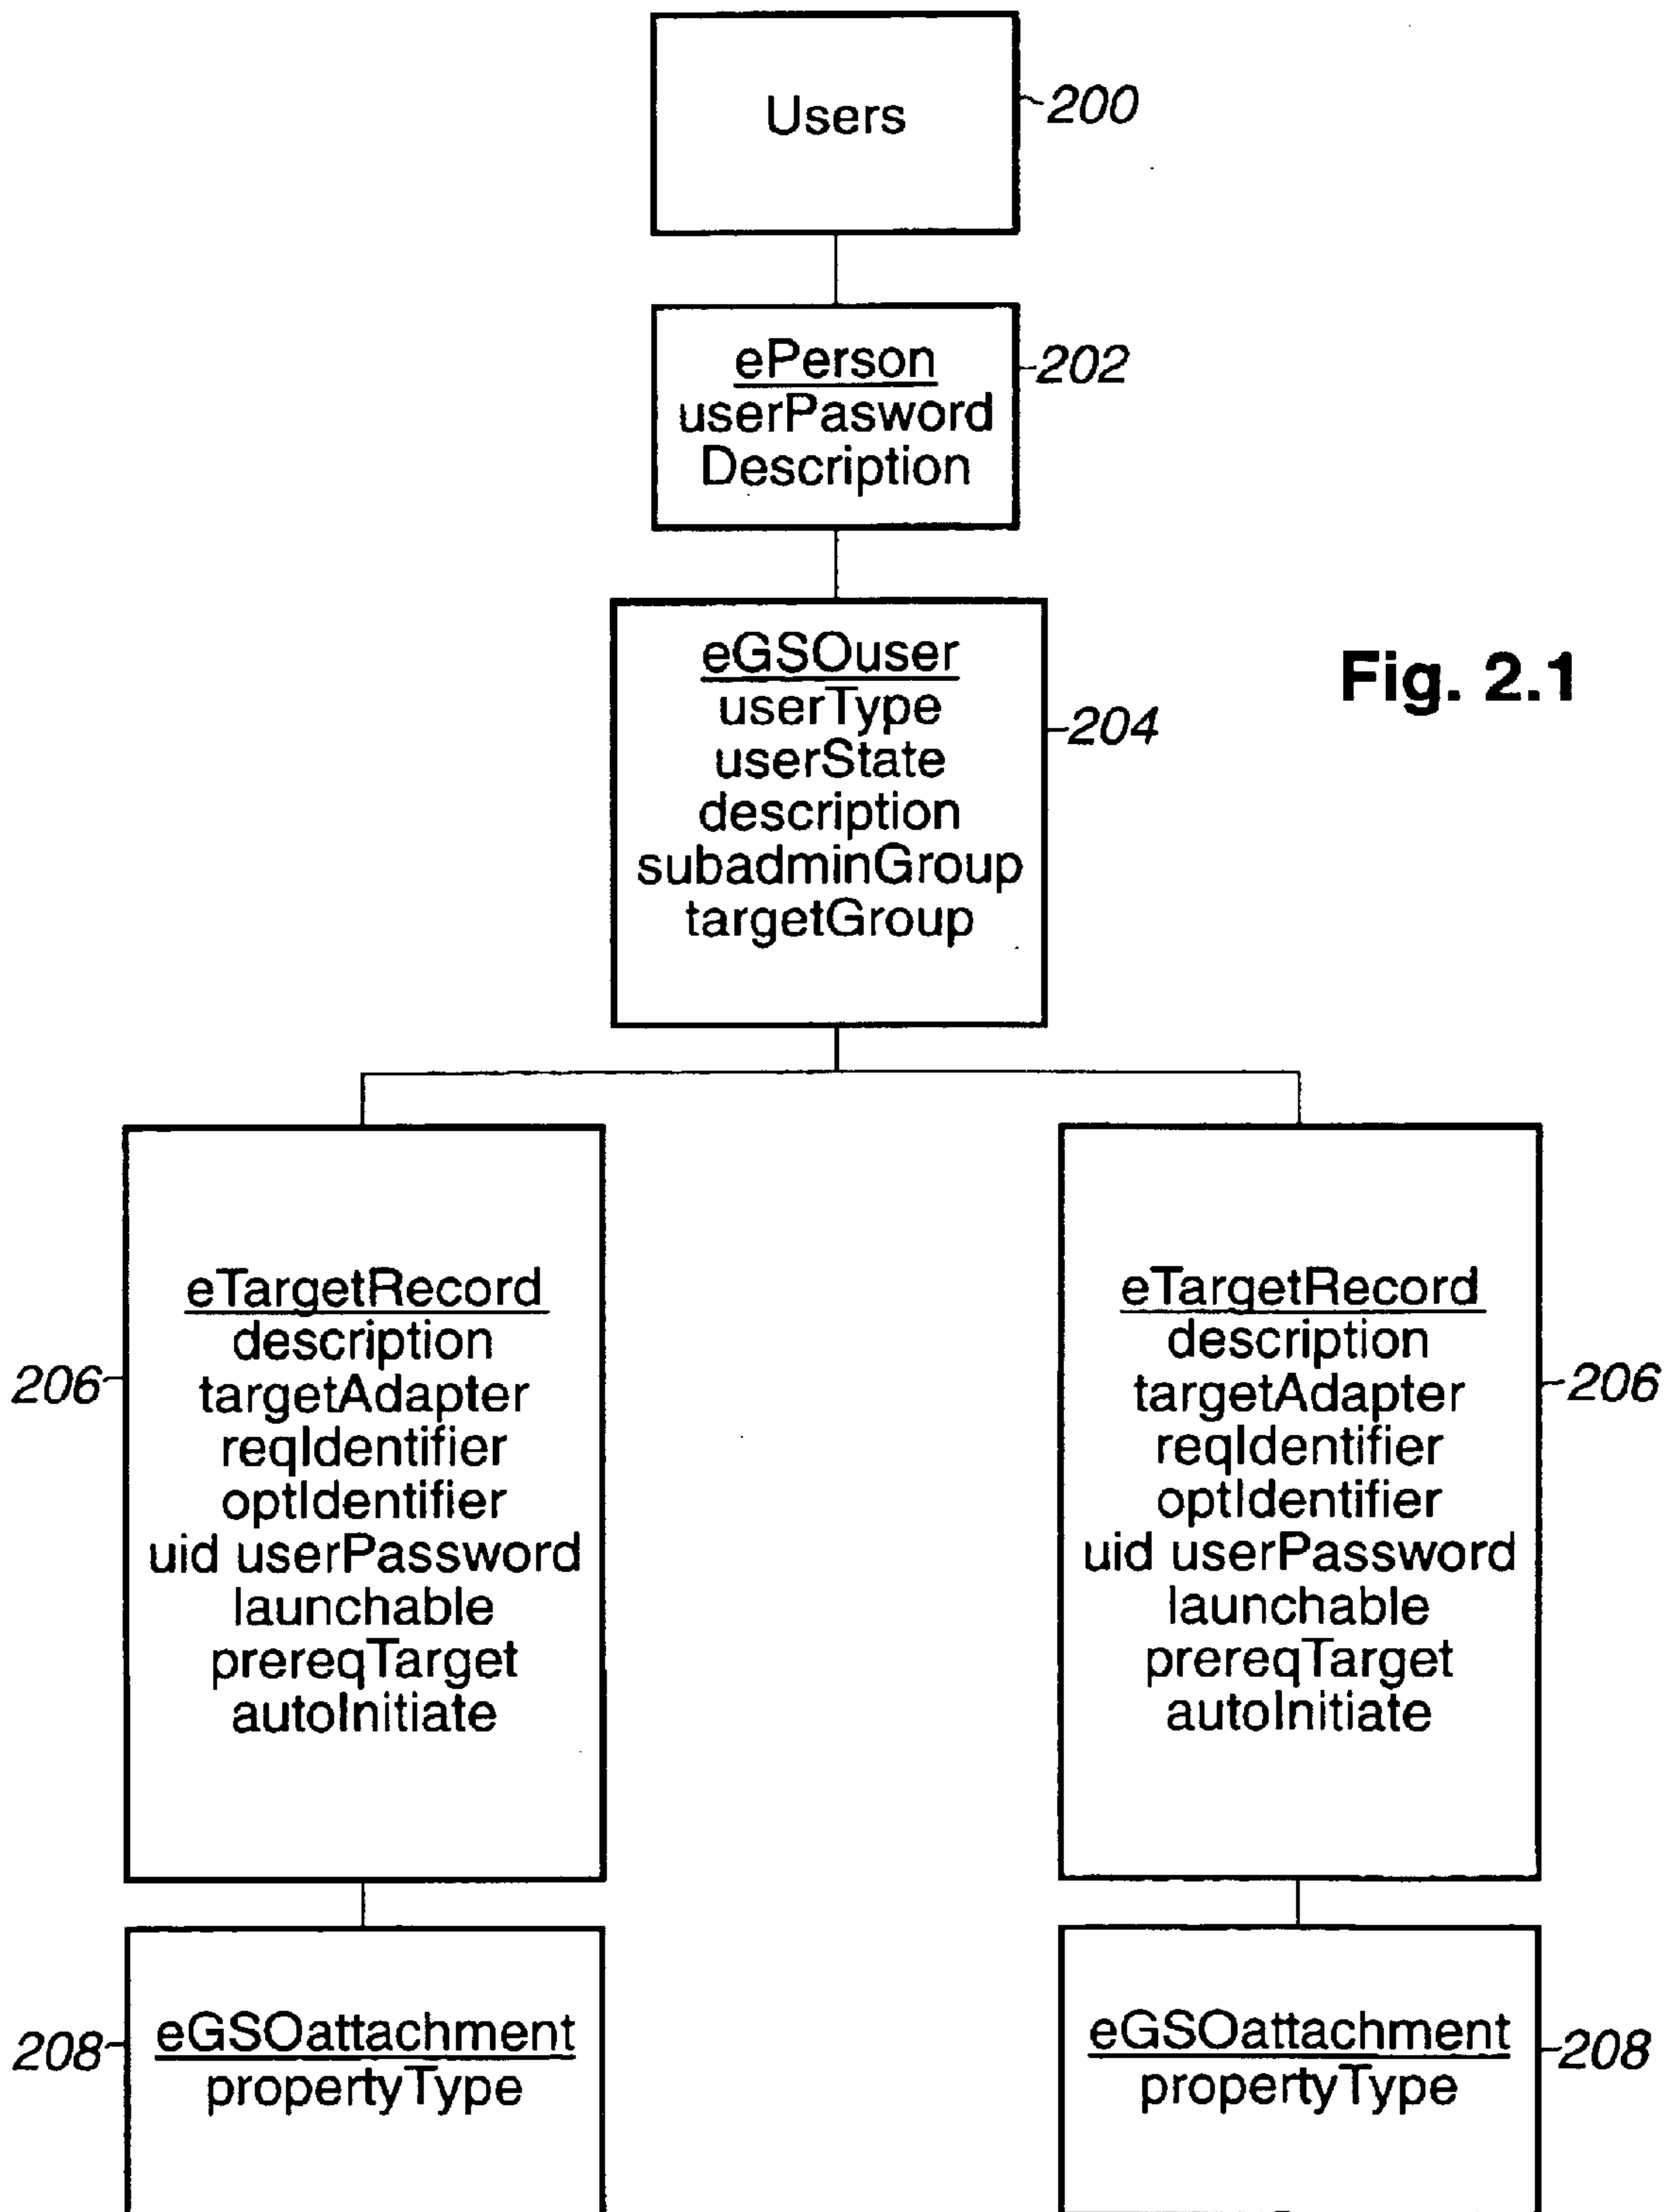 Users
200
ePerson
userPasword
Description
202
eGSOuser
userType
userState
description
subadminGroup
targetGroup
204
Fig. 2.1
206
eTargetRecord
description
targetAdapter
reqIdentifier
optIdentifier
uid userPassword
launchable
prereqTarget
autoInitiate
eTargetRecord
description
targetAdapter
reqIdentifier
optIdentifier
uid userPassword
launchable
prereqTarget
autoInitiate
206
208
eGSOattachment
propertyType
eGSOattachment
propertyType
208